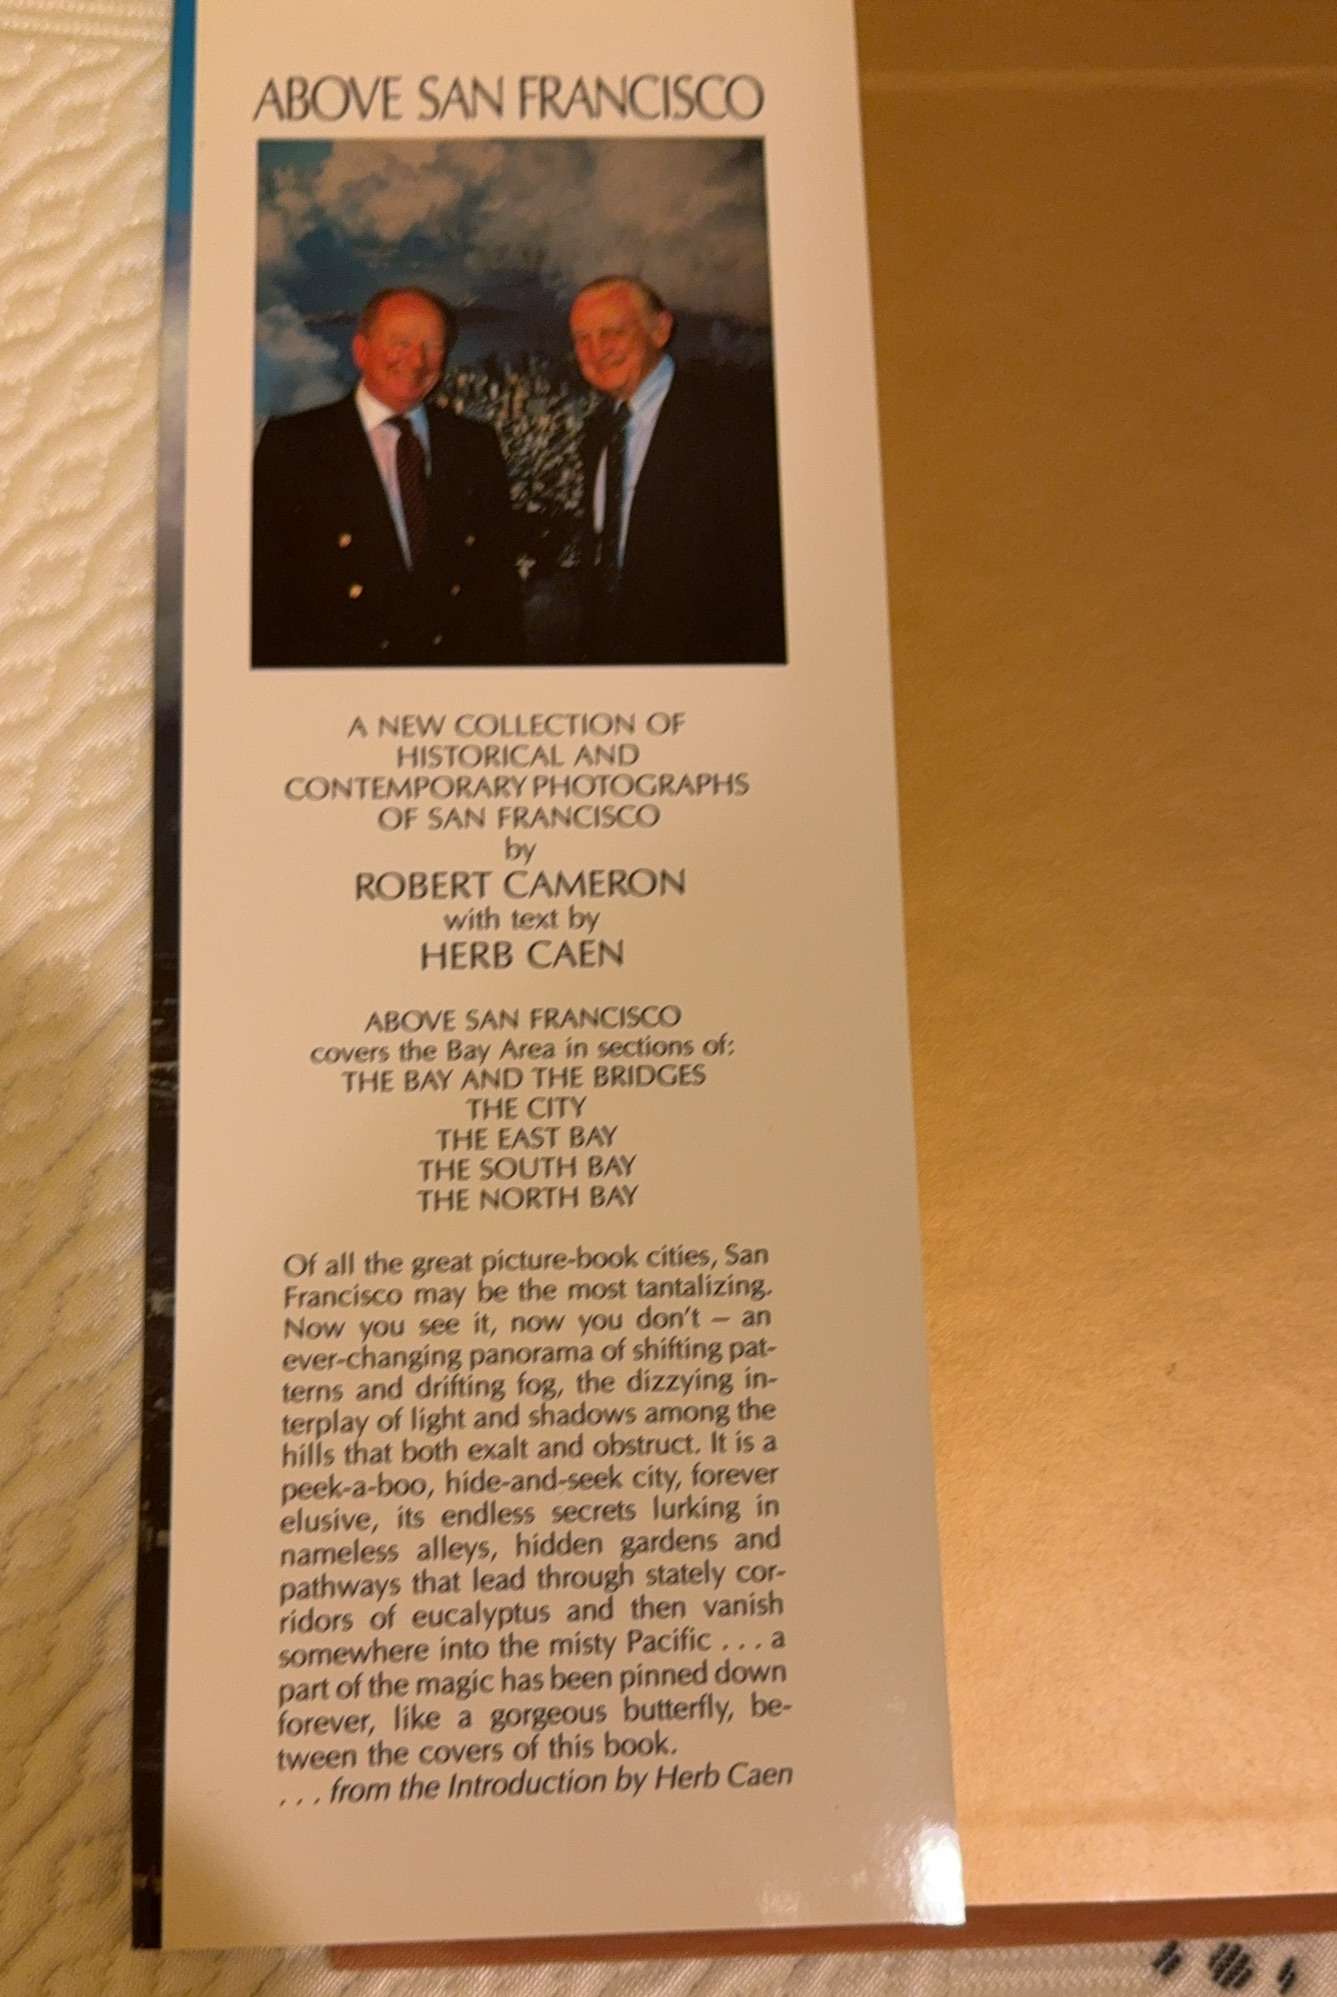 ABOVE SAN FRANCISCO
A NEW COLLECTION OF
HISTORICAL AND
CONTEMPORARY PHOTOGRAPHS
OF SAN FRANCISCO
by
ROBERT CAMERON
with text by
HERB CAEN
ABOVE SAN FRANCISCO
covers the Bay Area in sections of:
THE BAY AND THE BRIDGES
THE CITY
THE EAST BAY
THE SOUTH BAY
THE NORTH BAY
Of all the great picture-book cities, San
Francisco may be the most tantalizing.
Now you see it, now you don't – an
ever-changing panorama of shifting pat-
terns and drifting fog, the dizzying in-
terplay of light and shadows among the
hills that both exalt and obstruct. It is a
peek-a-boo, hide-and-seek city, forever
elusive, its endless secrets lurking in
nameless alleys, hidden gardens and
pathways that lead through stately cor-
ridors of eucalyptus and then vanish
somewhere into the misty Pacific . . . a
part of the magic has been pinned down
forever, like a gorgeous butterfly, be-
tween the covers of this book.
. . . from the Introduction by Herb Caen